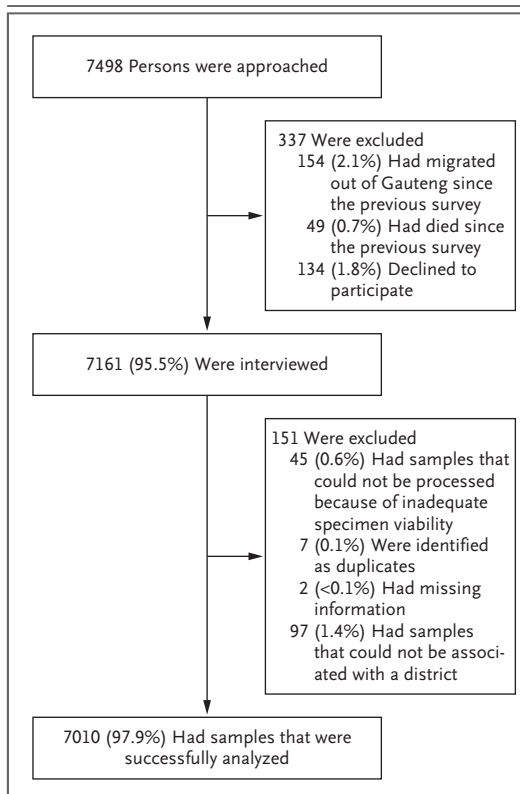 7498 Persons were approached
337 Were excluded
154 (2.1%) Had migrated
out of Gauteng since
the previous survey
49 (0.7%) Had died since
the previous survey
134 (1.8%) Declined to
participate
7161 (95.5%) Were interviewed
151 Were excluded
45 (0.6%) Had samples that
could not be processed
because of inadequate
specimen viability
7 (0.1%) Were identified
as duplicates
2 (<0.1%) Had missing
information
97 (1.4%) Had samples
that could not be associ-
ated with a district
7010 (97.9%) Had samples that were
successfully analyzed